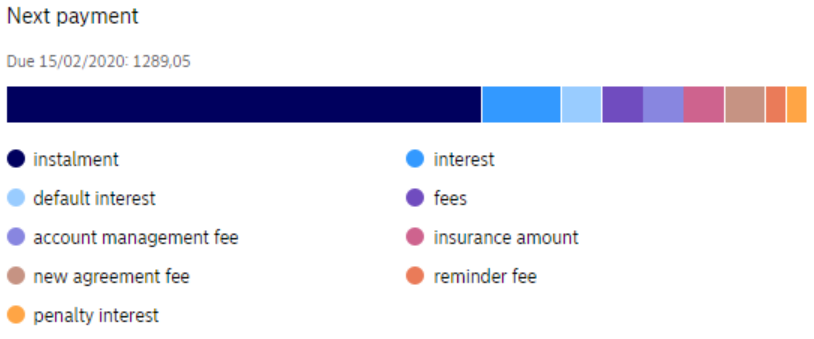 Next payment
Due 15/02/2020: 1289,05
instalment
interest
default interest
fees
account management fee
insurance amount
new agreement fee
reminder fee
penalty interest